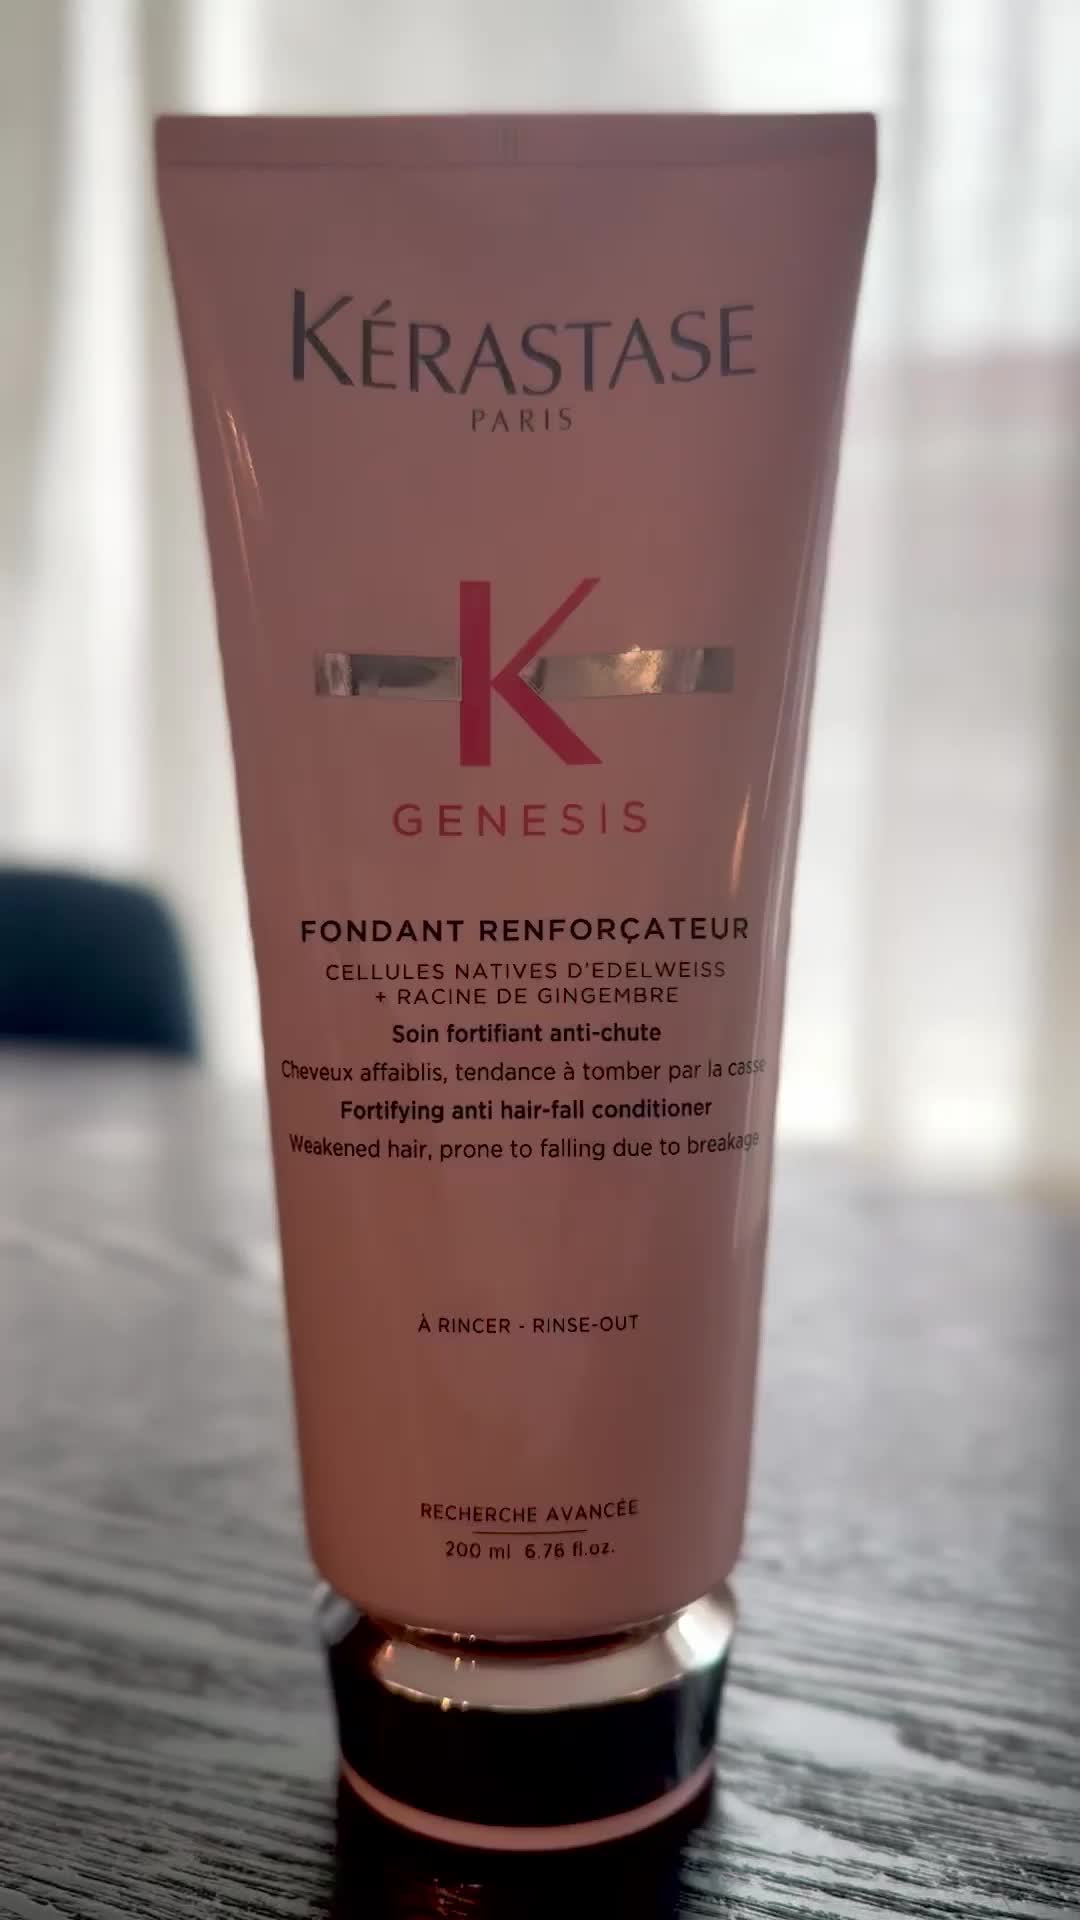 KÉRASTASE
PARIS
K
GENESIS
FONDANT RENFORÇATEUR
CELLULES NATIVES D'EDELWEISS
+ RACINE DE GINGEMBRE
Soin fortifiant anti-chute
Cheveux affaiblis, tendance à tomber par la casse
Fortifying anti hair-fall conditioner
Weakened hair, prone to falling due to breakage
À RINCER - RINSE-OUT
RECHERCHE AVANCÉE
200 ml 6.76 fl.oz.